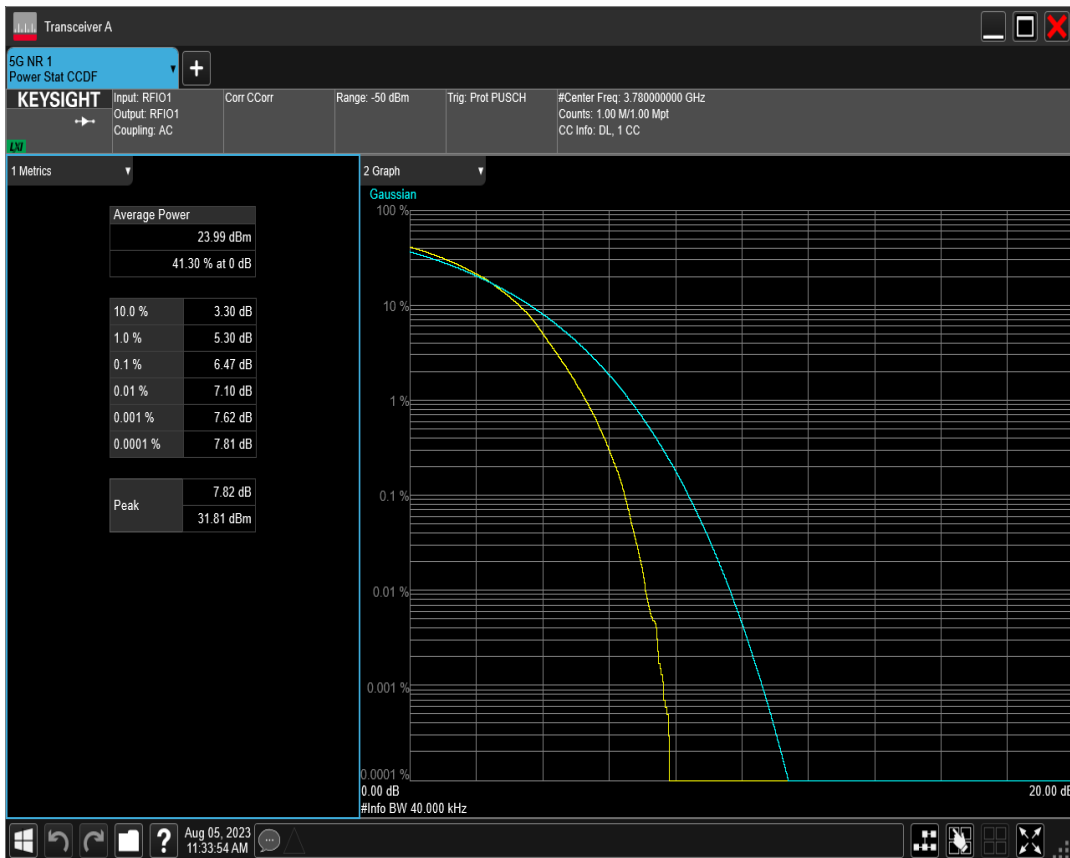 Transceiver A
5G NR 1
Power Stat CCDF
+
KEYSIGHT
LXI
Input: RFIO1
Output: RFIO1
Coupling: AC
Corr CCorr
Range: -50 dBm
Trig: Prot PUSCH
#Center Freq: 3.780000000 GHz
Counts: 1.00 M/1.00 Mpt
CC Info: DL, 1 CC
1 Metrics
Average Power
23.99 dBm
41.30 % at 0 dB
10.0 % 3.30 dB
1.0 % 5.30 dB
0.1 % 6.47 dB
0.01 % 7.10 dB
0.001 % 7.62 dB
0.0001 % 7.81 dB
Peak
7.82 dB
31.81 dBm
2 Graph
Gaussian
100 %
10 %
1 %
0.1 %
0.01 %
0.001 %
0.0001 %
0.00 dB
20.00 dB
#Info BW 40.000 kHz
?
Aug 05, 2023
11:33:54 AM